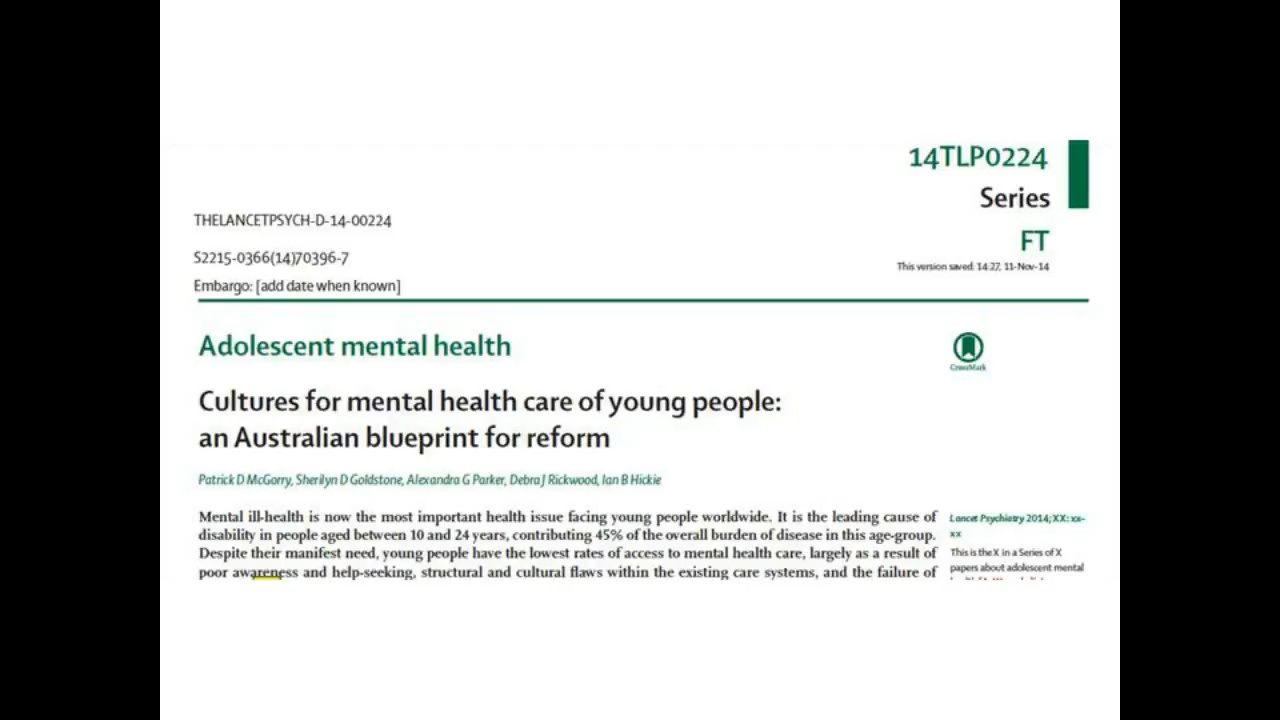 14TLP0224
Series
THELANCETPSYCH-D-14-00224
FT
S2215-0366(14)70396-7
This version saved: 14:27, 11-Nov-14
Embargo: [add date when known]
Adolescent mental health
CrossMark
Cultures for mental health care of young people:
an Australian blueprint for reform
Patrick D McGorry, Sherilyn D Goldstone, Alexandra G Parker, Debra J Rickwood, Ian B Hickie
Mental ill-health is now the most important health issue facing young people worldwide. It is the leading cause of
disability in people aged between 10 and 24 years, contributing 45% of the overall burden of disease in this age-group.
Despite their manifest need, young people have the lowest rates of access to mental health care, largely as a result of
poor awareness and help-seeking, structural and cultural flaws within the existing care systems, and the failure of
Lancet Psychiatry 2014; XX: xx–
xx
This is the X in a Series of X
papers about adolescent mental